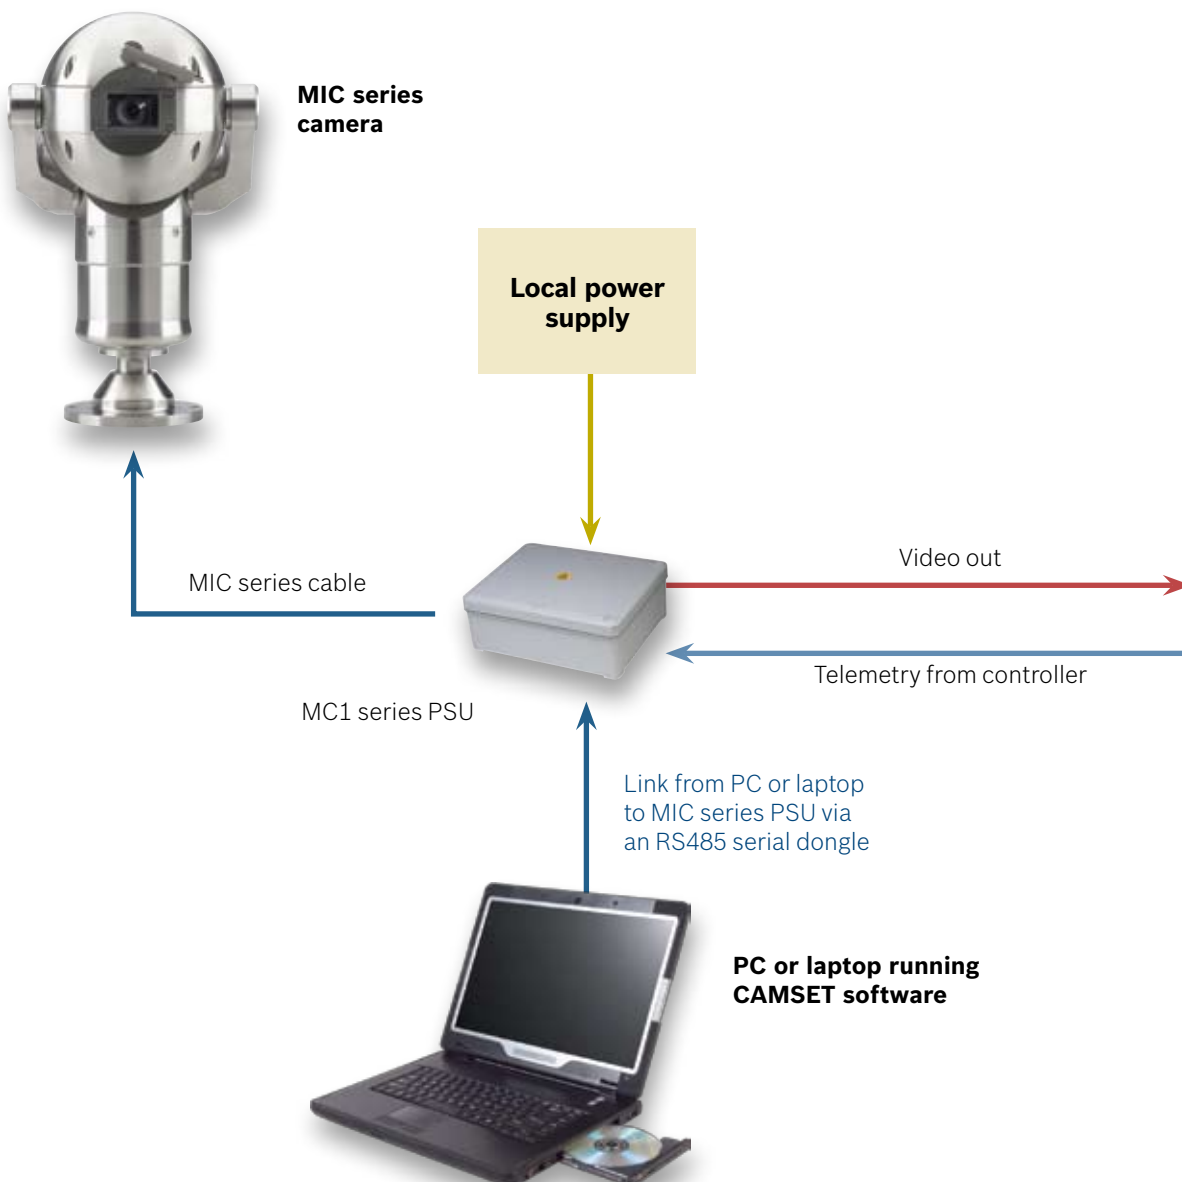 MIC series
camera
Local power
supply
Video out
MIC series cable
Telemetry from controller
MC1 series PSU
Link from PC or laptop
to MIC series PSU via
an RS485 serial dongle
PC or laptop running
CAMSET software